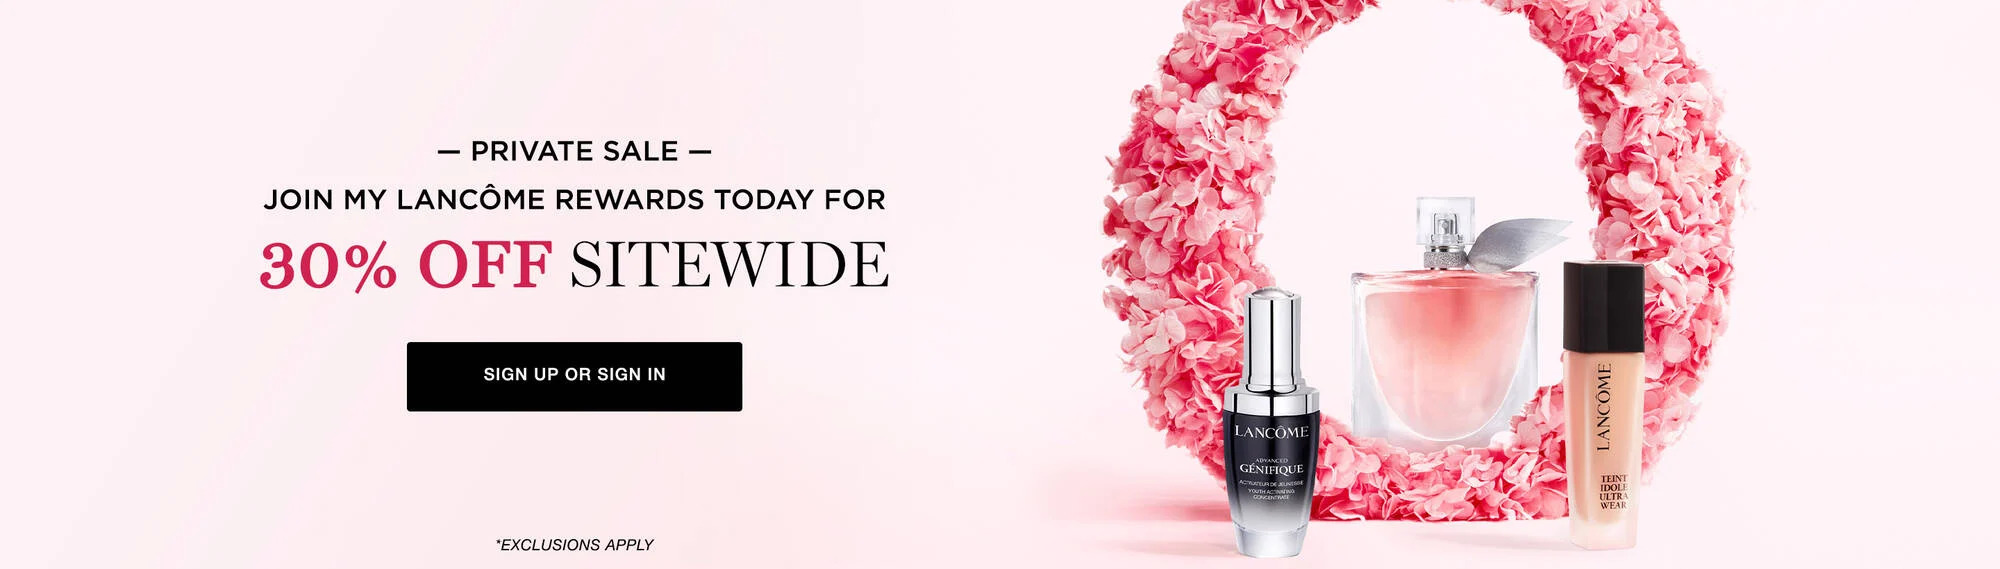 — PRIVATE SALE —
JOIN MY LANCÔME REWARDS TODAY FOR
30% OFF SITEWIDE
SIGN UP OR SIGN IN
*EXCLUSIONS APPLY
LANCÔME
ADVANCED
GÉNIFIQUE
ACTIVATEUR DE JEUNESSE
YOUTH ACTIVATING
CONCENTRATE
LANCÔME
TEINT
IDOLE
ULTRA
WEAR